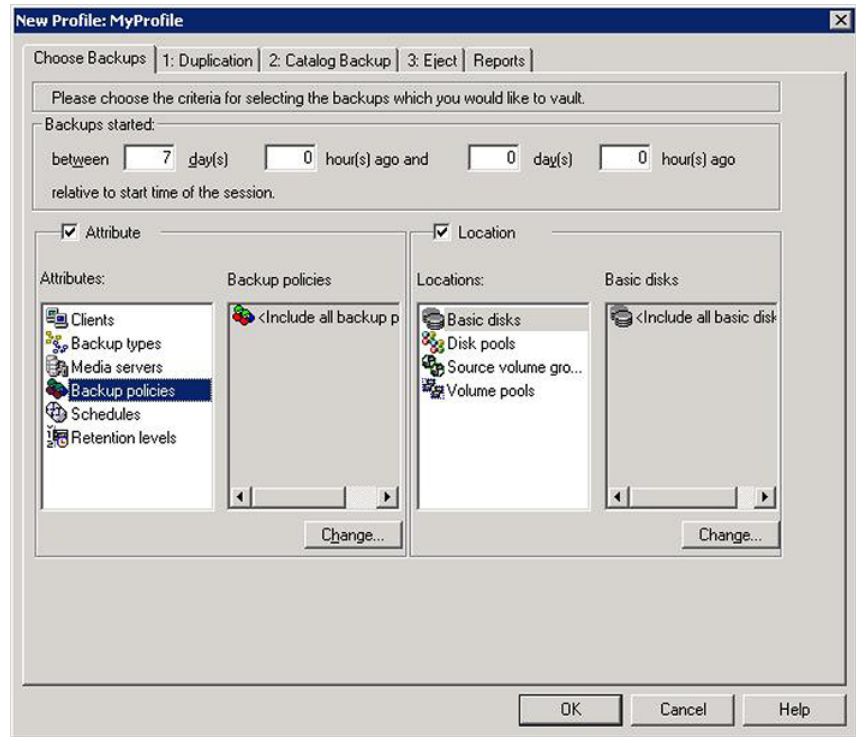 New Profile: MyProfile
Choose Backups 1: Duplication 2: Catalog Backup 3: Eject Reports
Please choose the criteria for selecting the backups which you would like to vault.
Backups started:
between 7 day(s) 0 hour(s) ago and 0 day(s) 0 hour(s) ago
relative to start time of the session.
Attribute
Location
Attributes:
Backup policies
Locations:
Basic disks
Clients
Backup types
Media servers
Backup policies
Schedules
Retention levels
<Include all backup p
Basic disks
Disk pools
Source volume gro...
Volume pools
<Include all basic disk
Change...
Change...
OK Cancel Help